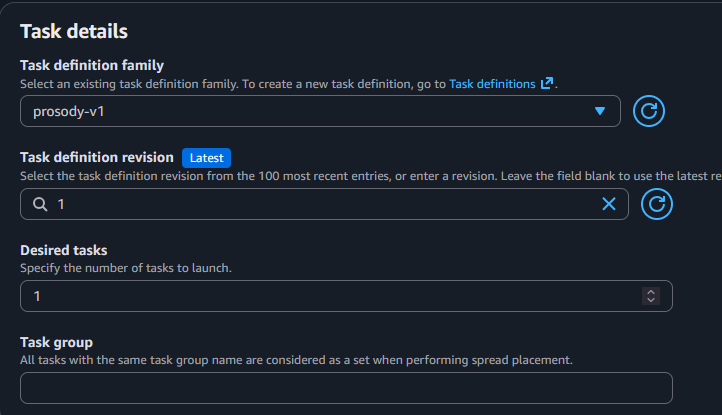 Task details
Task definition family
Select an existing task definition family. To create a new task definition, go to Task definitions.
prosody-v1
Task definition revision Latest
Select the task definition revision from the 100 most recent entries, or enter a revision. Leave the field blank to use the latest re
1
Desired tasks
Specify the number of tasks to launch.
1
Task group
All tasks with the same task group name are considered as a set when performing spread placement.